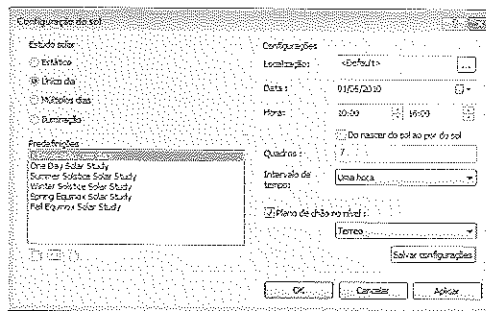 Configuração do sol
Estudo solar
Estático
Único dia
Múltiplos dias
Iluminação
Predefinições
One Day Solar Study
Summer Solstice Solar Study
Winter Solstice Solar Study
Spring Equinox Solar Study
Fall Equinox Solar Study
Configurações
Localização: <Default> ...
Data : 01/05/2010
Hora: 10:00 16:00
Do nascer do sol ao por do sol
Quadros : 7
Intervalo de tempo: Uma hora
Plano de chão no nível :
Terreo
Salvar configurações
OK Cancelar Aplicar